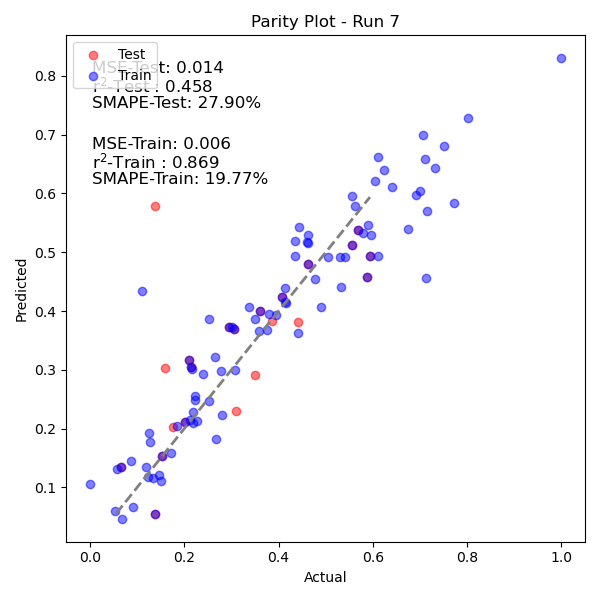 Parity Plot - Run 7
Test
Train
MSE-Test: 0.014
r²-Test : 0.458
SMAPE-Test: 27.90%
MSE-Train: 0.006
r²-Train : 0.869
SMAPE-Train: 19.77%
Predicted
0.8
0.7
0.6
0.5
0.4
0.3
0.2
0.1
0.0 0.2 0.4 0.6 0.8 1.0
Actual